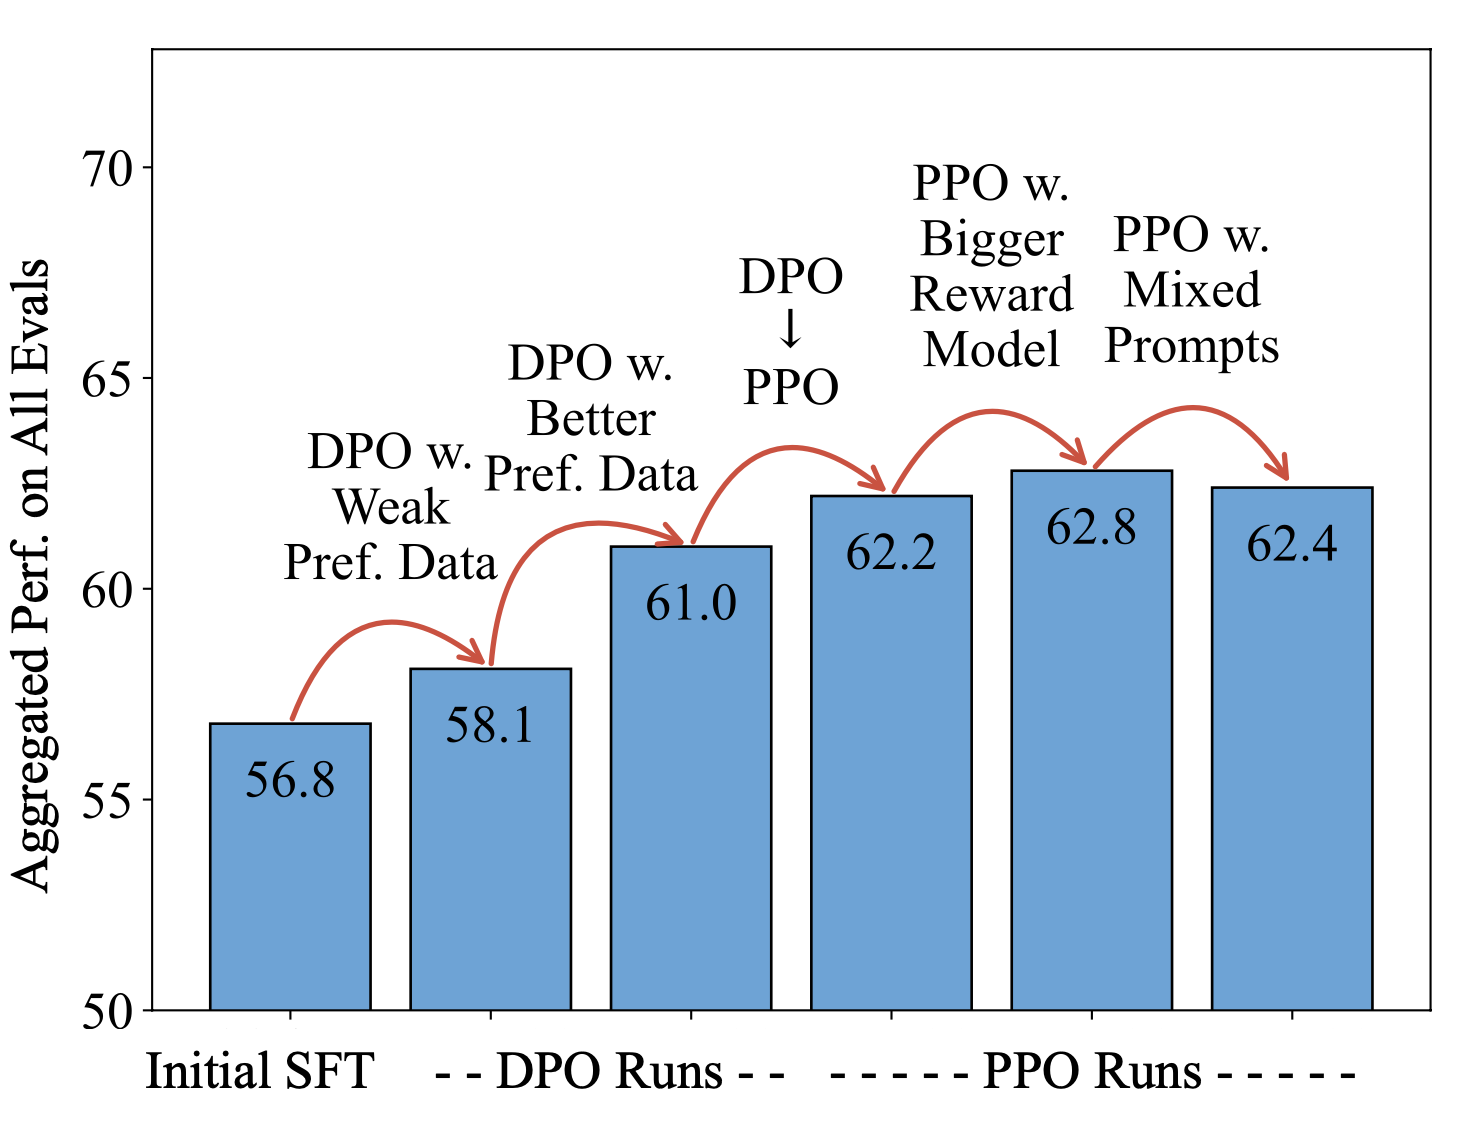 Aggregated Perf. on All Evals
70
65
60
55
50
DPO w.
Weak
Pref. Data
DPO w.
Better
Pref. Data
DPO
↓
PPO
PPO w.
Bigger
Reward
Model
PPO w.
Mixed
Prompts
56.8
58.1
61.0
62.2
62.8
62.4
Initial SFT
- - DPO Runs - -
- - - - - PPO Runs - - - - -